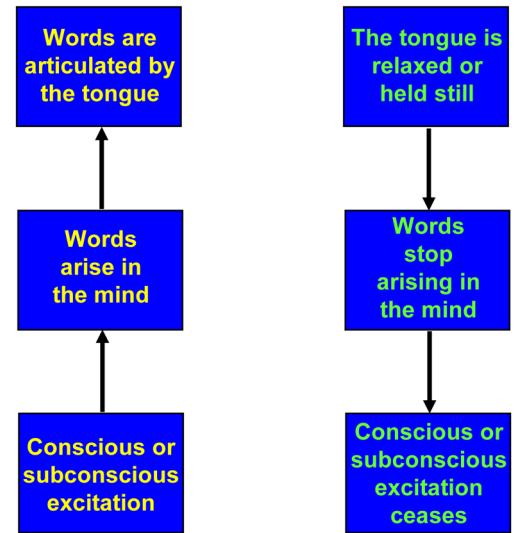 Words are
articulated by
the tongue
Words
arise in
the mind
Conscious or
subconscious
excitation
The tongue is
relaxed or
held still
Words
stop
arising in
the mind
Conscious or
subconscious
excitation
ceases